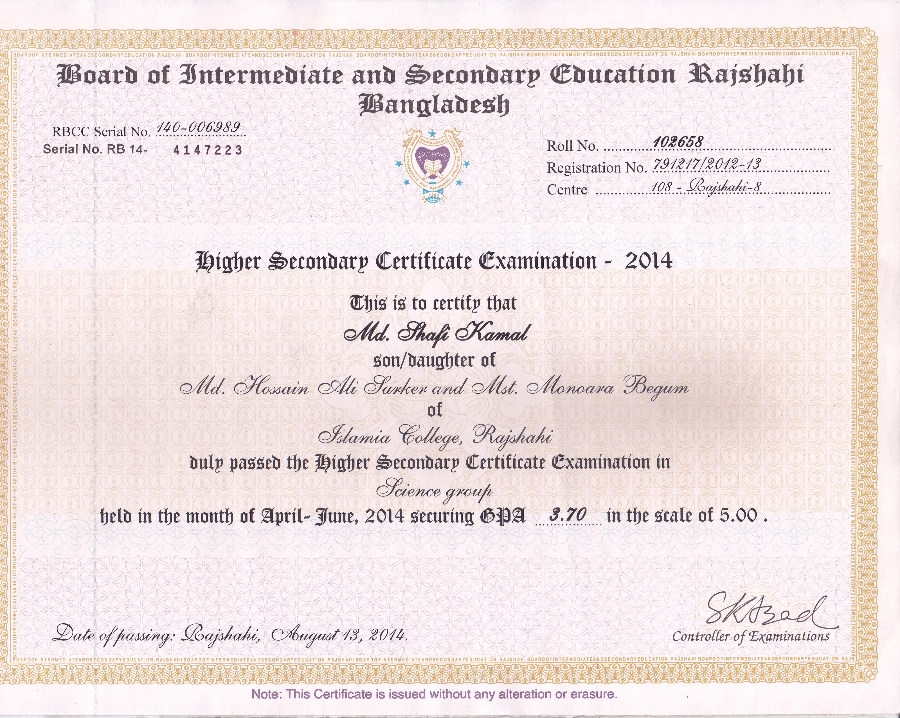 Board of Intermediate and Secondary Education Rajshahi
Bangladesh
RBCC Serial No. 140-006989
Serial No. RB 14- 4147223
Roll No. 102658
Registration No. 791217/2012-13
Centre 108 - Rajshahi-8
Higher Secondary Certificate Examination - 2014
This is to certify that
Md. Shafi Kamal
son/daughter of
Md. Hossain Ali Sarker and Mst. Monoara Begum
of
Islamia College, Rajshahi
duly passed the Higher Secondary Certificate Examination in
Science group
held in the month of April- June, 2014 securing GPA 3.70 in the scale of 5.00 .
SKAzad
Date of passing: Rajshahi, August 13, 2014.
Controller of Examinations
Note: This Certificate is issued without any alteration or erasure.